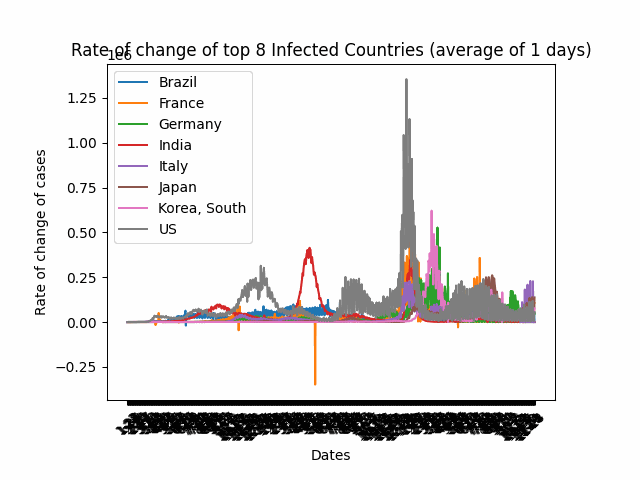 Rate of change of top 8 Infected Countries (average of 1 days)
1e6
Brazil
France
Germany
India
Italy
Japan
Korea, South
US
1.25
1.00
0.75
0.50
0.25
0.00
−0.25
Rate of change of cases
Dates